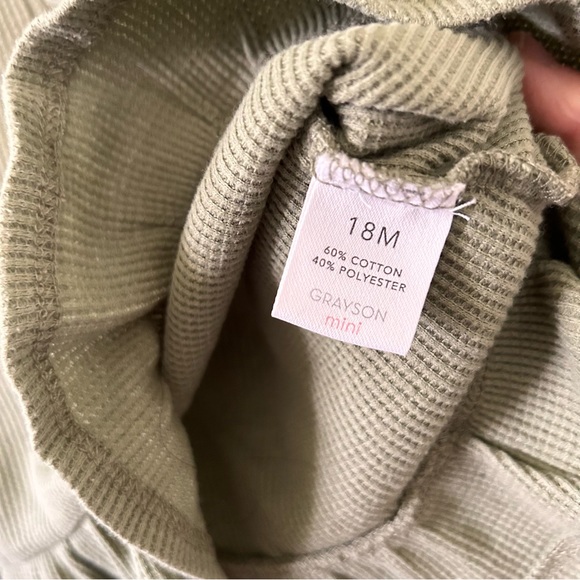 18M
60% COTTON
40% POLYESTER
GRAYSON
mini